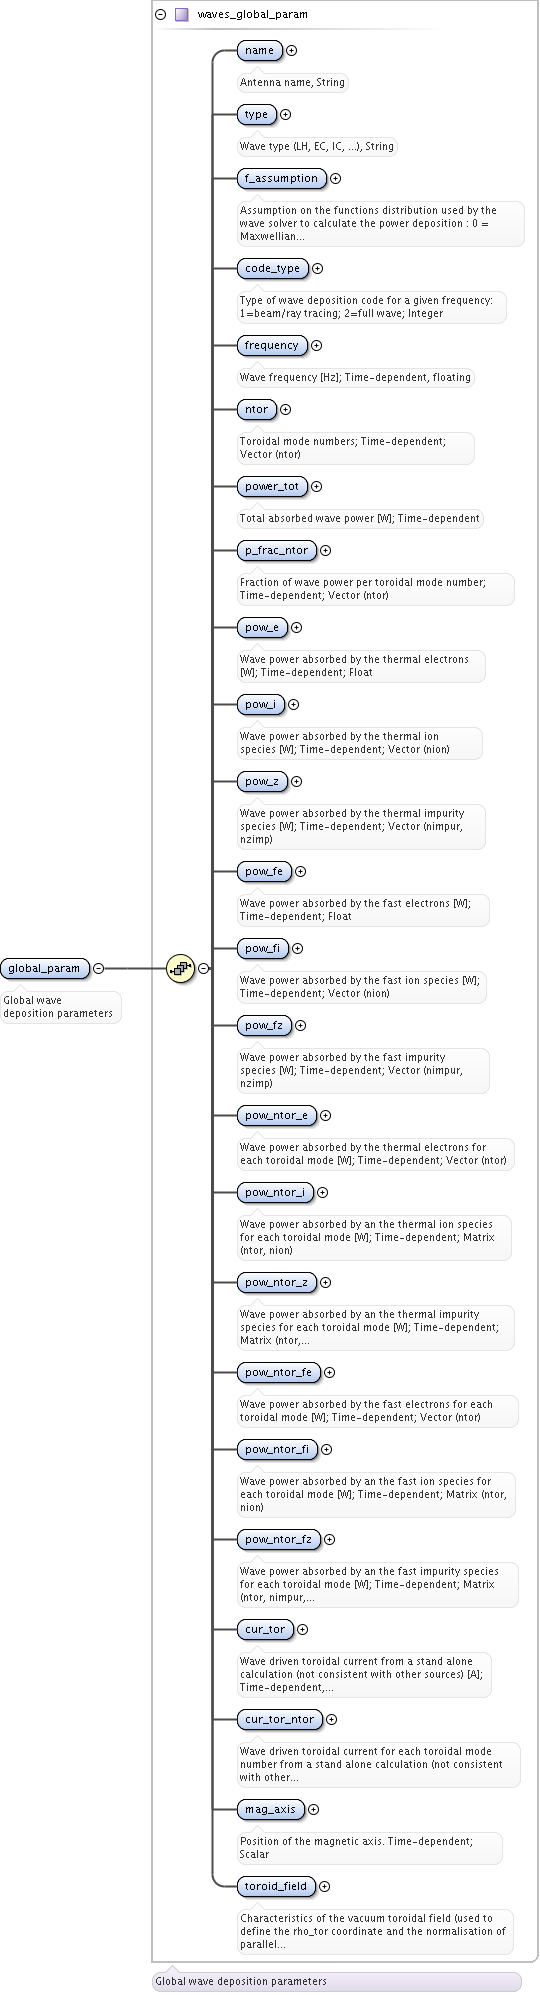 waves_global_param
name
Antenna name, String
type
Wave type (LH, EC, IC, ...), String
f_assumption
Assumption on the functions distribution used by the
wave solver to calculate the power deposition : 0 =
Maxwellian...
code_type
Type of wave deposition code for a given frequency:
1=beam/ray tracing; 2=full wave; Integer
frequency
Wave frequency [Hz]; Time-dependent, floating
ntor
Toroidal mode numbers; Time-dependent;
Vector (ntor)
power_tot
Total absorbed wave power [W]; Time-dependent
p_frac_ntor
Fraction of wave power per toroidal mode number;
Time-dependent; Vector (ntor)
pow_e
Wave power absorbed by the thermal electrons
[W]; Time-dependent; Float
pow_i
Wave power absorbed by the thermal ion
species [W]; Time-dependent; Vector (nion)
pow_z
Wave power absorbed by the thermal impurity
species [W]; Time-dependent; Vector (nimpur,
nzimp)
pow_fe
Wave power absorbed by the fast electrons [W];
Time-dependent; Float
pow_fi
global_param
Global wave
deposition parameters
Wave power absorbed by the fast ion species [W];
Time-dependent; Vector (nion)
pow_fz
Wave power absorbed by the fast impurity
species [W]; Time-dependent; Vector (nimpur,
nzimp)
pow_ntor_e
Wave power absorbed by the thermal electrons for
each toroidal mode [W]; Time-dependent; Vector (ntor)
pow_ntor_i
Wave power absorbed by an the thermal ion species
for each toroidal mode [W]; Time-dependent; Matrix
(ntor, nion)
pow_ntor_z
Wave power absorbed by an the thermal impurity
species for each toroidal mode [W]; Time-dependent;
Matrix (ntor,...
pow_ntor_fe
Wave power absorbed by the fast electrons for each
toroidal mode [W]; Time-dependent; Vector (ntor)
pow_ntor_fi
Wave power absorbed by an the fast ion species for
each toroidal mode [W]; Time-dependent; Matrix (ntor,
nion)
pow_ntor_fz
Wave power absorbed by an the fast impurity species
for each toroidal mode [W]; Time-dependent; Matrix
(ntor, nimpur,...
cur_tor
Wave driven toroidal current from a stand alone
calculation (not consistent with other sources) [A];
Time-dependent,...
cur_tor_ntor
Wave driven toroidal current for each toroidal mode
number from a stand alone calculation (not consistent
with other...
mag_axis
Position of the magnetic axis. Time-dependent;
Scalar
toroid_field
Characteristics of the vacuum toroidal field (used to
define the rho_tor coordinate and the normalisation of
parallel...
Global wave deposition parameters